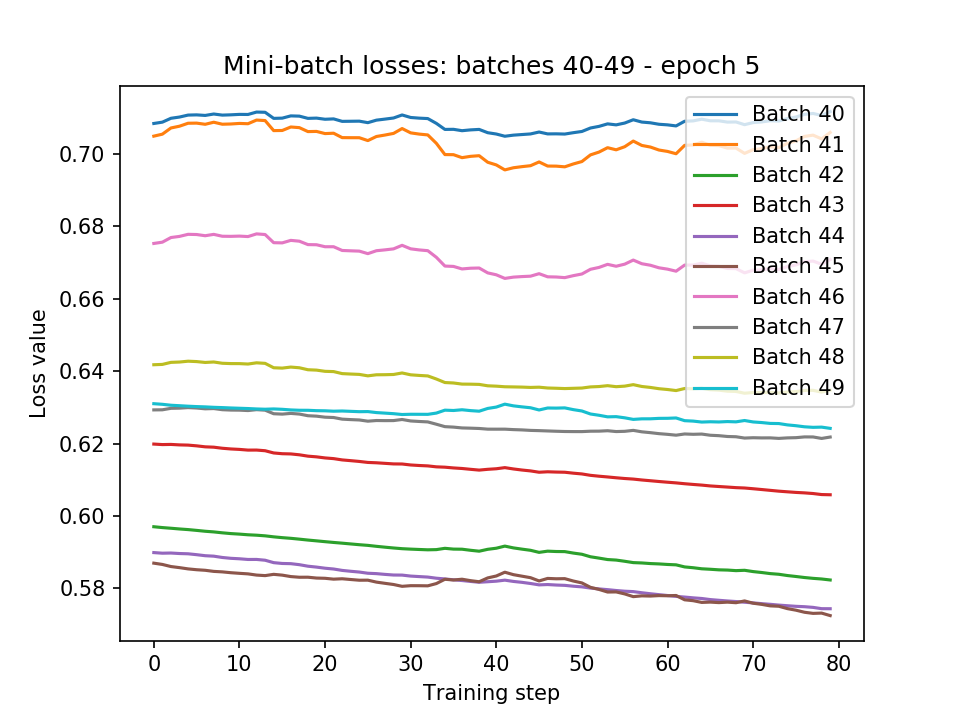 Mini-batch losses: batches 40-49 - epoch 5
Loss value
0.70
0.68
0.66
0.64
0.62
0.60
0.58
Batch 40
Batch 41
Batch 42
Batch 43
Batch 44
Batch 45
Batch 46
Batch 47
Batch 48
Batch 49
0 10 20 30 40 50 60 70 80
Training step